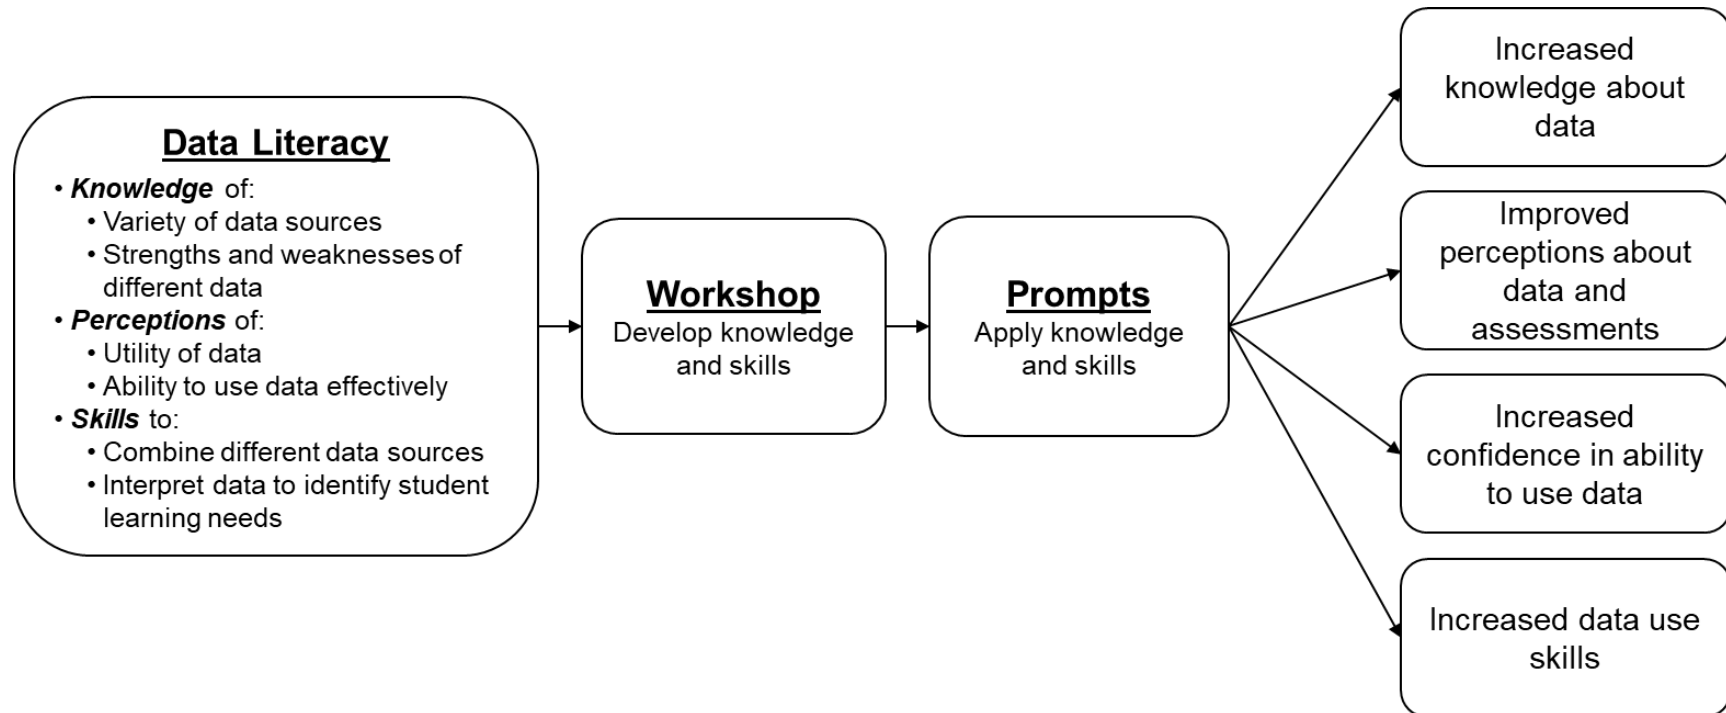 Data Literacy
• Knowledge of:
• Variety of data sources
• Strengths and weaknesses of
different data
• Perceptions of:
• Utility of data
• Ability to use data effectively
• Skills to:
• Combine different data sources
• Interpret data to identify student
learning needs
Workshop
Develop knowledge
and skills
Prompts
Apply knowledge
and skills
Increased
knowledge about
data
Improved
perceptions about
data and
assessments
Increased
confidence in ability
to use data
Increased data use
skills